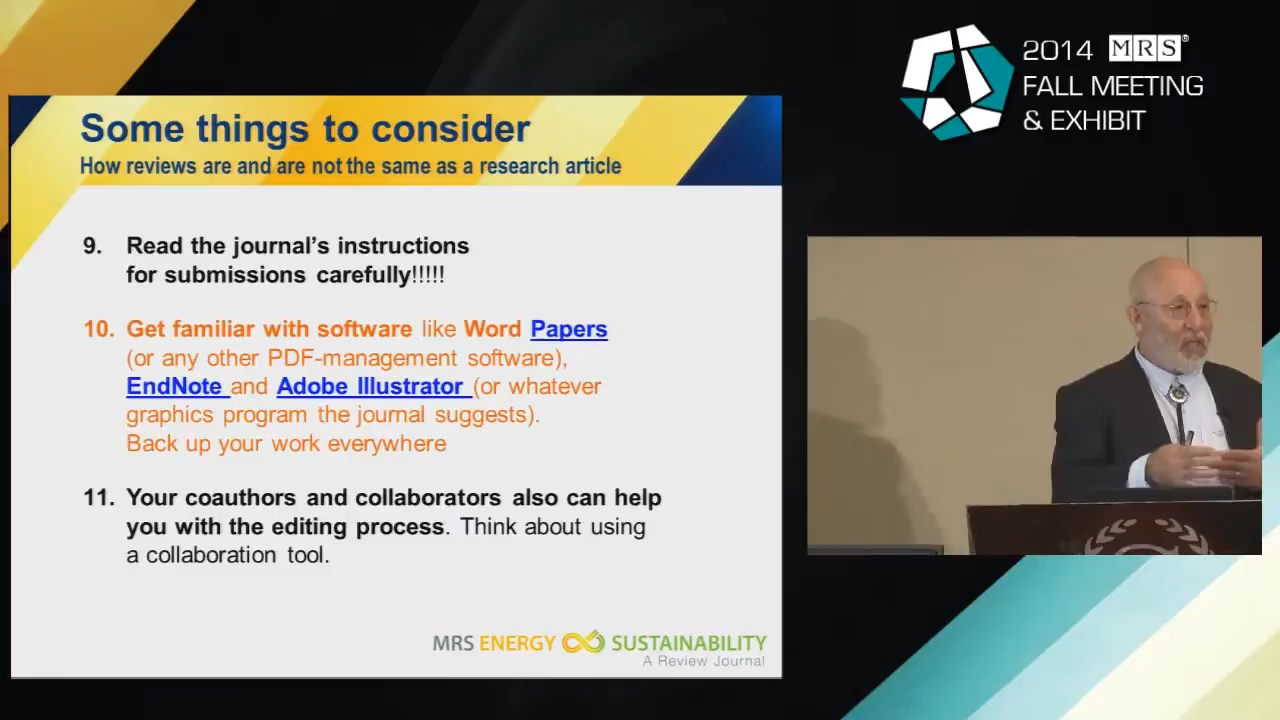 2014 MRS®
FALL MEETING
& EXHIBIT
Some things to consider
How reviews are and are not the same as a research article
9. Read the journal's instructions
for submissions carefully!!!!!
10. Get familiar with software like Word Papers
(or any other PDF-management software),
EndNote and Adobe Illustrator (or whatever
graphics program the journal suggests).
Back up your work everywhere
11. Your coauthors and collaborators also can help
you with the editing process. Think about using
a collaboration tool.
MRS ENERGY SUSTAINABILITY
A Review Journal